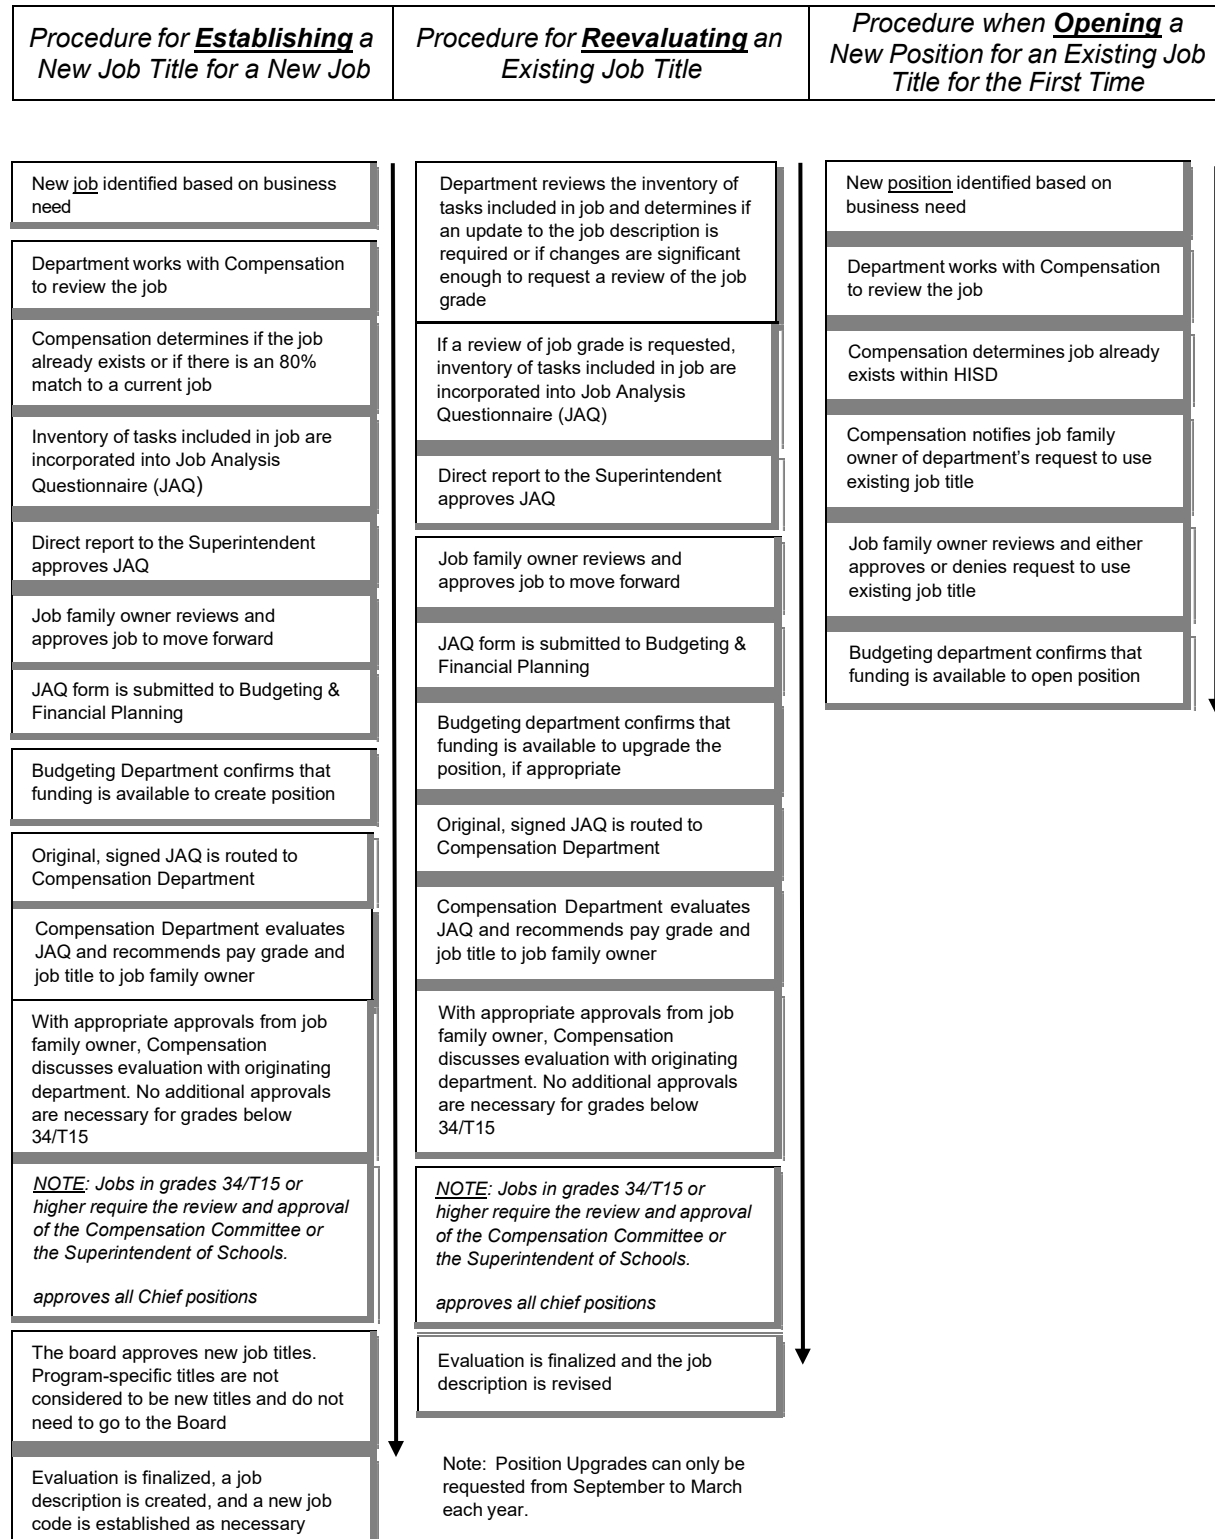 Procedure for Establishing a
New Job Title for a New Job
Procedure for Reevaluating an
Existing Job Title
Procedure when Opening a
New Position for an Existing Job
Title for the First Time
New job identified based on business
need
Department works with Compensation
to review the job
Compensation determines if the job
already exists or if there is an 80%
match to a current job
Inventory of tasks included in job are
incorporated into Job Analysis
Questionnaire (JAQ)
Direct report to the Superintendent
approves JAQ
Job family owner reviews and
approves job to move forward
JAQ form is submitted to Budgeting &
Financial Planning
Budgeting Department confirms that
funding is available to create position
Original, signed JAQ is routed to
Compensation Department
Compensation Department evaluates
JAQ and recommends pay grade and
job title to job family owner
With appropriate approvals from job
family owner, Compensation
discusses evaluation with originating
department. No additional approvals
are necessary for grades below
34/T15
NOTE: Jobs in grades 34/T15 or
higher require the review and approval
of the Compensation Committee or
the Superintendent of Schools.
approves all Chief positions
The board approves new job titles.
Program-specific titles are not
considered to be new titles and do not
need to go to the Board
Evaluation is finalized, a job
description is created, and a new job
code is established as necessary
Department reviews the inventory of
tasks included in job and determines if
an update to the job description is
required or if changes are significant
enough to request a review of the job
grade
If a review of job grade is requested,
inventory of tasks included in job are
incorporated into Job Analysis
Questionnaire (JAQ)
Direct report to the Superintendent
approves JAQ
Job family owner reviews and
approves job to move forward
JAQ form is submitted to Budgeting &
Financial Planning
Budgeting department confirms that
funding is available to upgrade the
position, if appropriate
Original, signed JAQ is routed to
Compensation Department
Compensation Department evaluates
JAQ and recommends pay grade and
job title to job family owner
With appropriate approvals from job
family owner, Compensation
discusses evaluation with originating
department. No additional approvals
are necessary for grades below
34/T15
NOTE: Jobs in grades 34/T15 or
higher require the review and approval
of the Compensation Committee or
the Superintendent of Schools.
approves all chief positions
Evaluation is finalized and the job
description is revised
Note: Position Upgrades can only be
requested from September to March
each year.
New position identified based on
business need
Department works with Compensation
to review the job
Compensation determines job already
exists within HISD
Compensation notifies job family
owner of department's request to use
existing job title
Job family owner reviews and either
approves or denies request to use
existing job title
Budgeting department confirms that
funding is available to open position